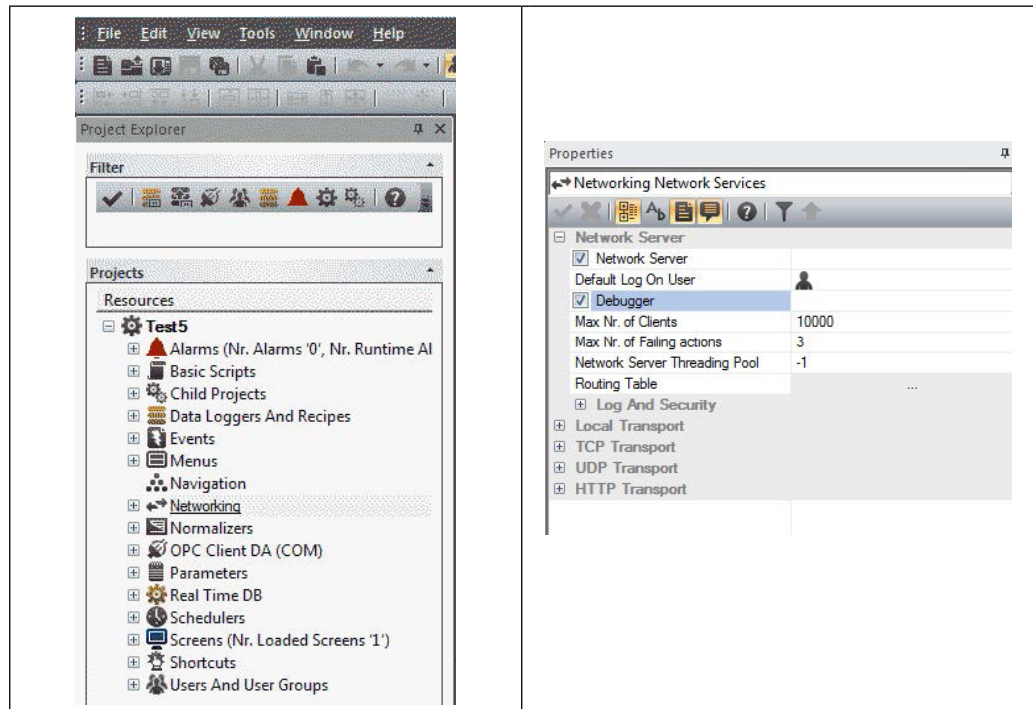 File Edit View Tools Window Help
Project Explorer
Filter
Projects
Resources
Test5
Alarms (Nr. Alarms '0', Nr. Runtime Al
Basic Scripts
Child Projects
Data Loggers And Recipes
Events
Menus
Navigation
Networking
Normalizers
OPC Client DA (COM)
Parameters
Real Time DB
Schedulers
Screens (Nr. Loaded Screens '1')
Shortcuts
Users And User Groups
Properties
Networking Network Services
Network Server
Network Server
Default Log On User
Debugger
Max Nr. of Clients 10000
Max Nr. of Failing actions 3
Network Server Threading Pool -1
Routing Table ...
Log And Security
Local Transport
TCP Transport
UDP Transport
HTTP Transport